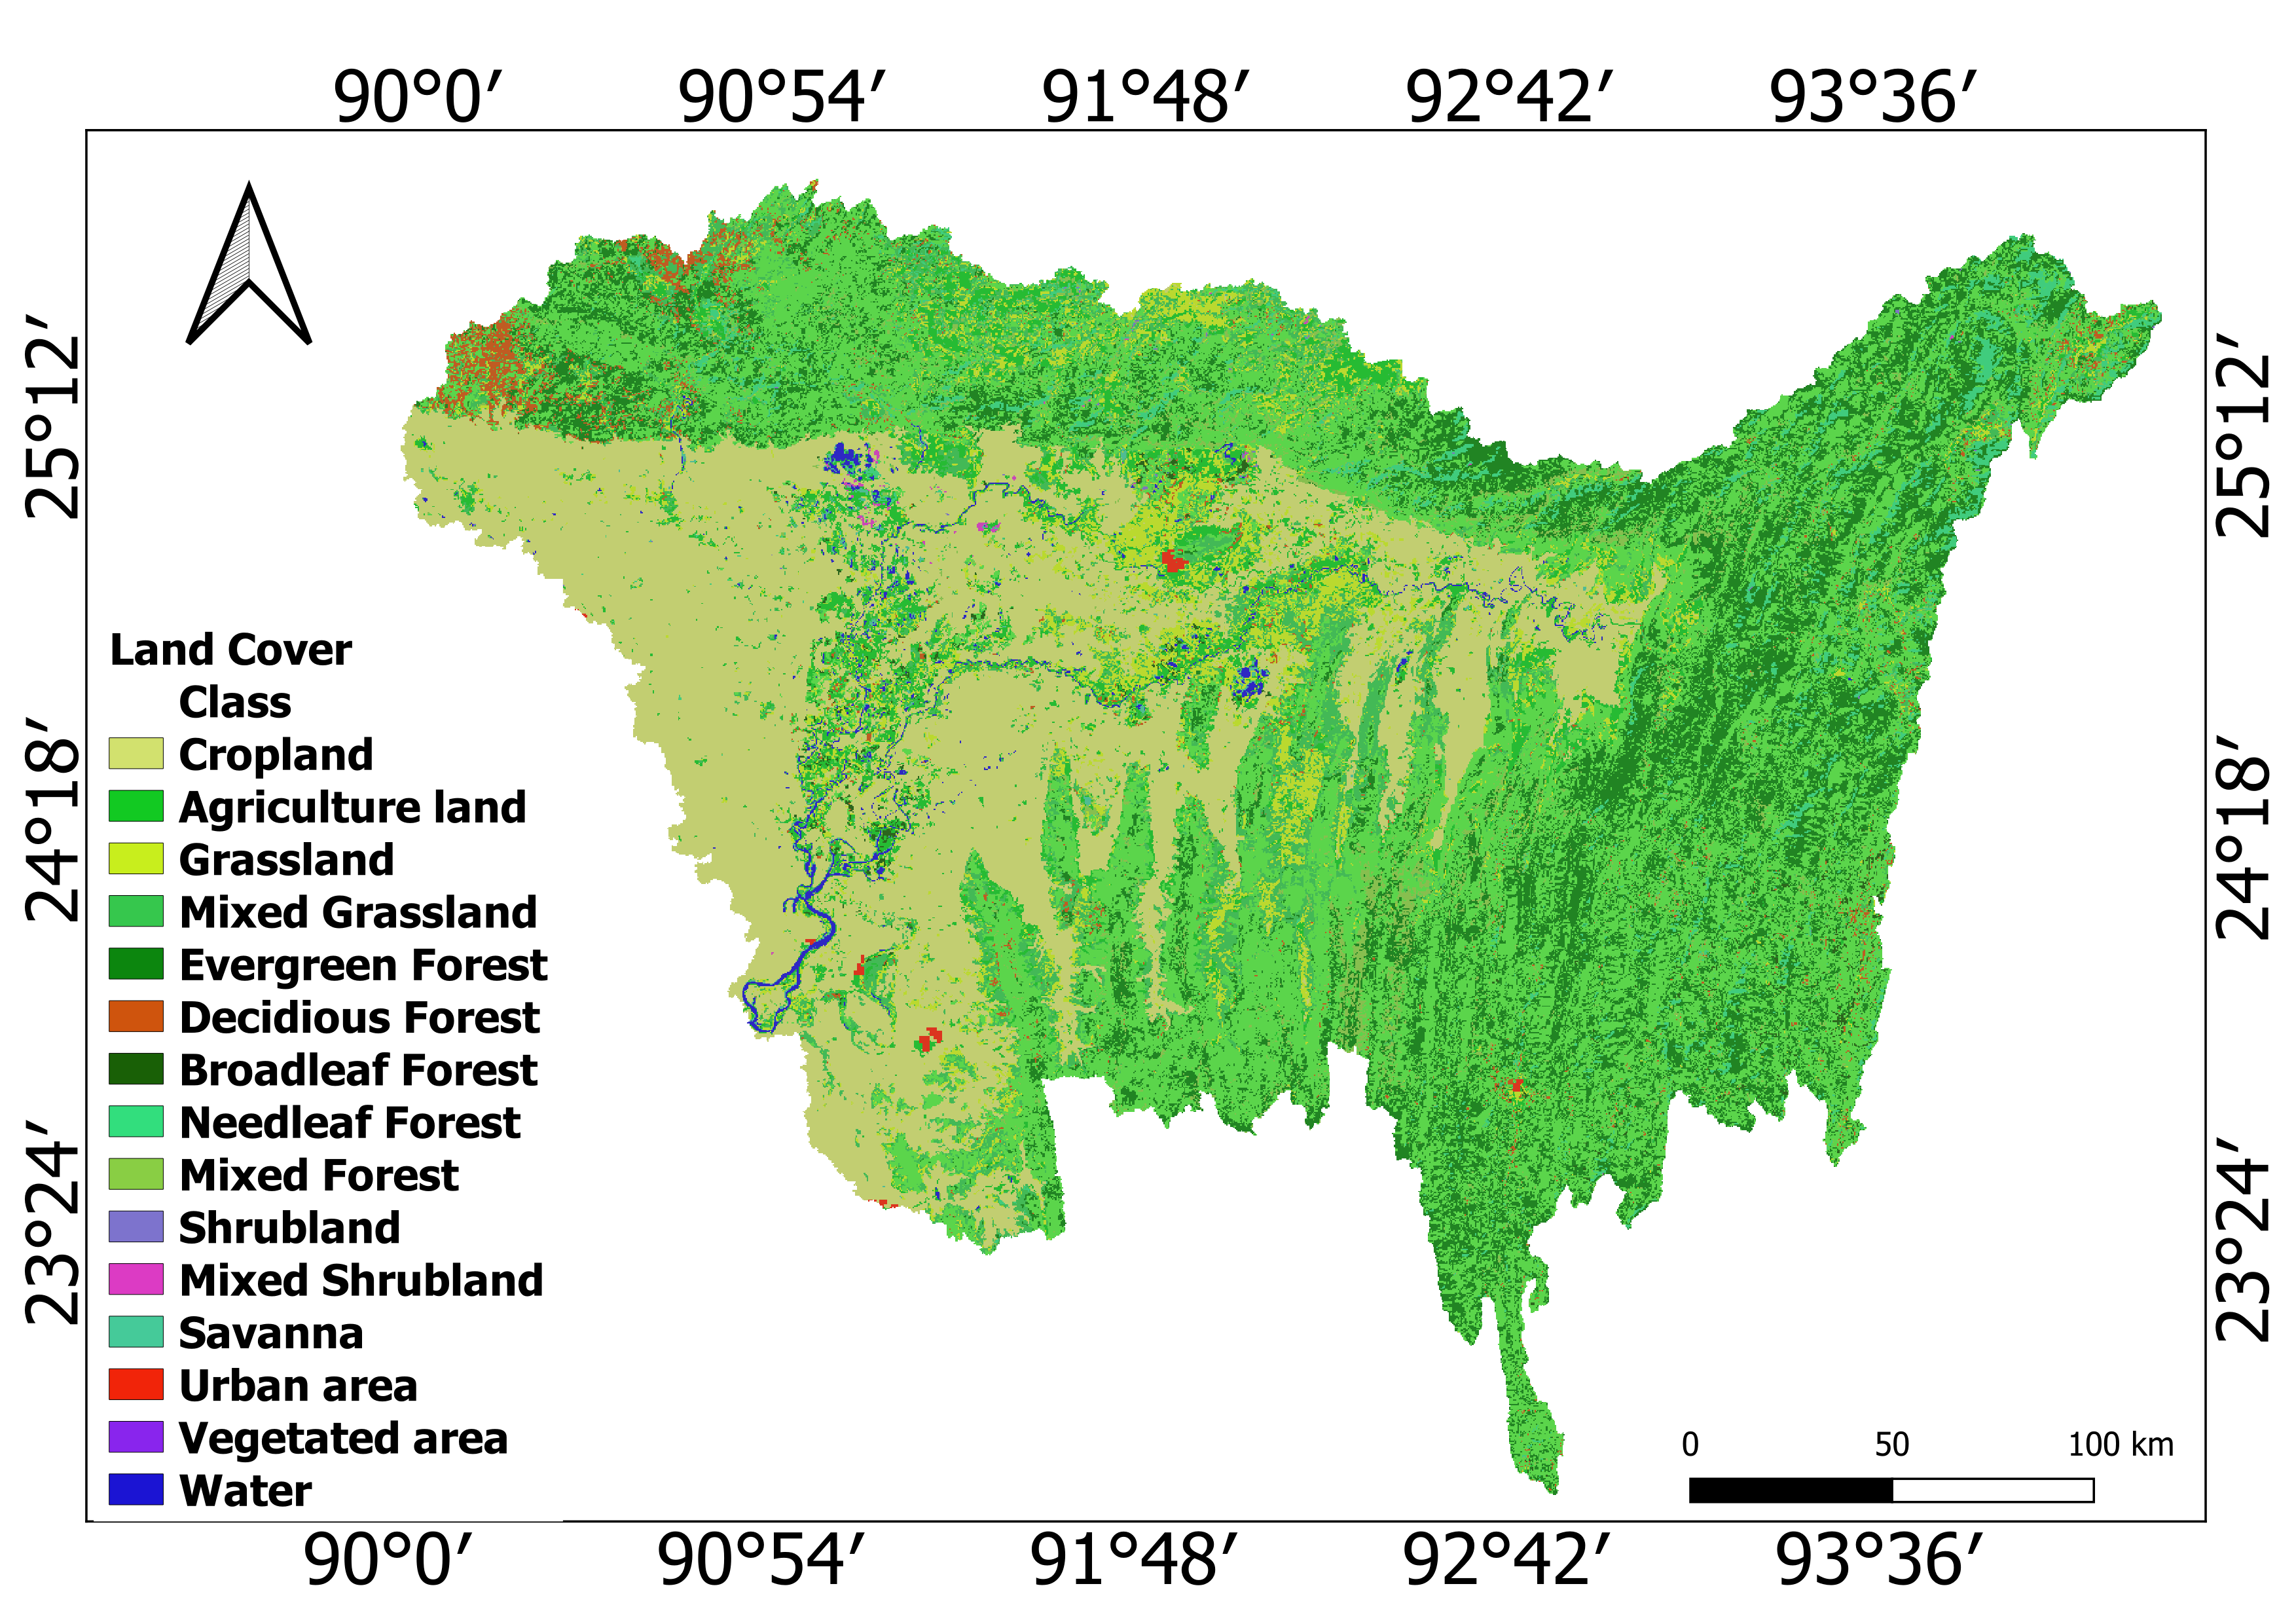 90°0′ 90°54′ 91°48′ 92°42′ 93°36′
25°12′
25°12′
24°18′
24°18′
23°24′
23°24′
Land Cover
Class
Cropland
Agriculture land
Grassland
Mixed Grassland
Evergreen Forest
Decidious Forest
Broadleaf Forest
Needleaf Forest
Mixed Forest
Shrubland
Mixed Shrubland
Savanna
Urban area
Vegetated area
Water
0 50 100 km
90°0′ 90°54′ 91°48′ 92°42′ 93°36′